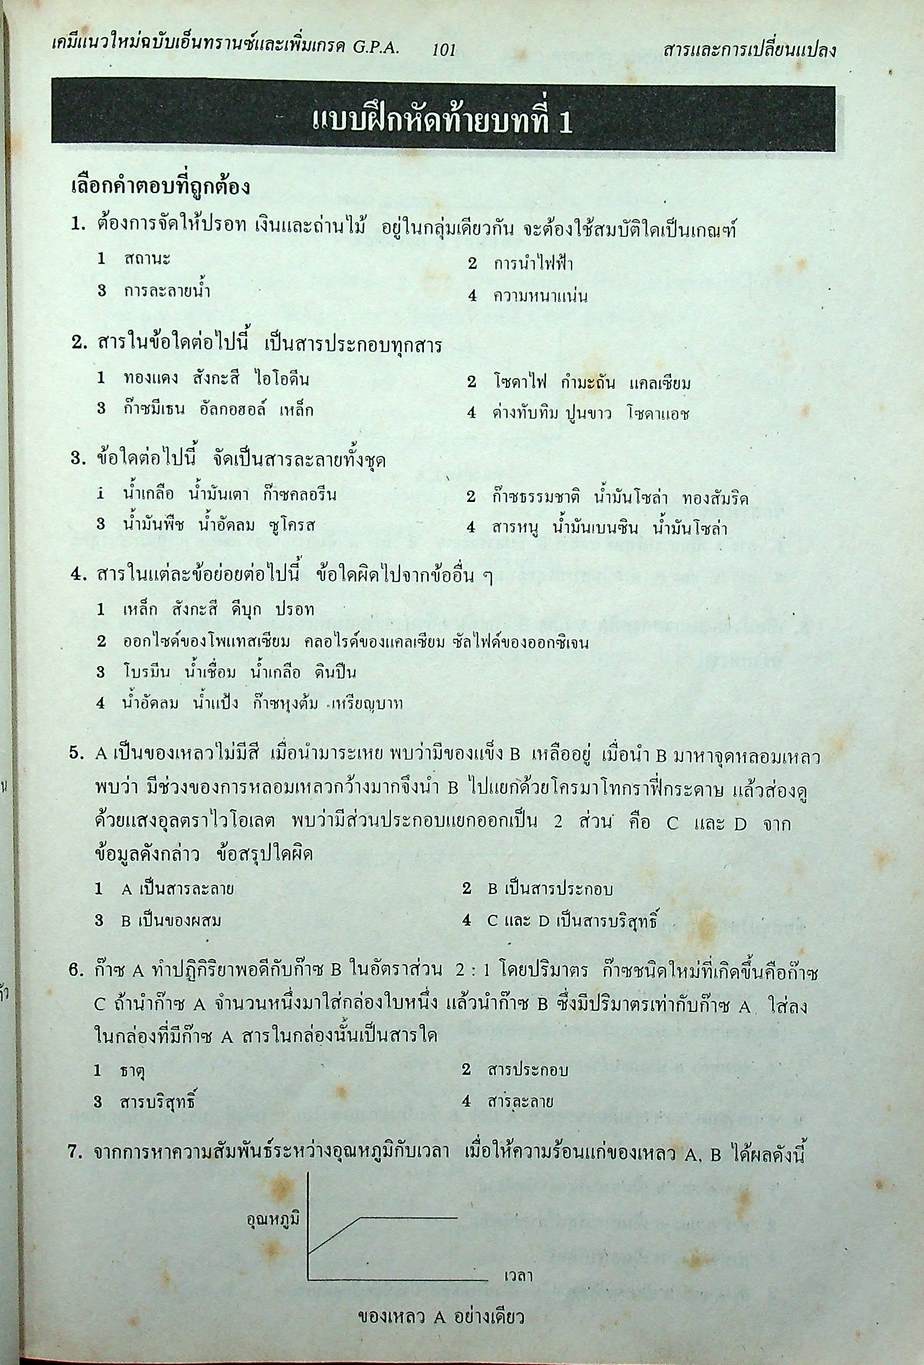 เคมีแนวใหม่ฉบับเอ็นทรานซ์และเพิ่มเกรด G.P.A. 101 สารและการเปลี่ยนแปลง
แบบฝึกหัดท้ายบทที่ 1
เลือกคำตอบที่ถูกต้อง
1. ต้องการจัดให้ปรอท เงินและถ่านไม้ อยู่ในกลุ่มเดียวกัน จะต้องใช้สมบัติใดเป็นเกณฑ์
1 สถานะ 2 การนำไฟฟ้า
3 การละลายน้ำ 4 ความหนาแน่น
2. สารในข้อใดต่อไปนี้ เป็นสารประกอบทุกสาร
1 ทองแดง สังกะสี ไอโอดีน 2 โซดาไฟ กำมะถัน แคลเซียม
3 ก๊าซมีเธน อัลกอฮอล์ เหล็ก 4 ด่างทับทิม ปูนขาว โซดาแอช
3. ข้อใดต่อไปนี้ จัดเป็นสารละลายทั้งชุด
1 น้ำเกลือ น้ำมันเตา ก๊าซคลอรีน 2 ก๊าซธรรมชาติ น้ำมันโซล่า ทองสัมริด
3 น้ำมันพืช น้ำอัดลม ซูโครส 4 สารหนู น้ำมันเบนซิน น้ำมันโซล่า
4. สารในแต่ละข้อย่อยต่อไปนี้ ข้อใดผิดไปจากข้ออื่น ๆ
1 เหล็ก สังกะสี ดีบุก ปรอท
2 ออกไซด์ของโพแทสเซียม คลอไรด์ของแคลเซียม ซัลไฟด์ของออกซิเจน
3 โบรมีน น้ำเชื่อม น้ำเกลือ ดินปืน
4 น้ำอัดลม น้ำแป้ง ก๊าซหุงต้ม เหรียญบาท
5. A เป็นของเหลวไม่มีสี เมื่อนำมาระเหย พบว่ามีของแข็ง B เหลืออยู่ เมื่อนำ B มาหาจุดหลอมเหลว
พบว่า มีช่วงของการหลอมเหลวกว้างมากจึงนำ B ไปแยกด้วยโครมาโทกราฟี่กระดาษ แล้วส่องดู
ด้วยแสงอุลตราไวโอเลต พบว่ามีส่วนประกอบแยกออกเป็น 2 ส่วน คือ C และ D จาก
ข้อมูลดังกล่าว ข้อสรุปใดผิด
1 A เป็นสารละลาย 2 B เป็นสารประกอบ
3 B เป็นของผสม 4 C และ D เป็นสารบริสุทธิ์
6. ก๊าซ A ทำปฏิกิริยาพอดีกับก๊าซ B ในอัตราส่วน 2 : 1 โดยปริมาตร ก๊าซชนิดใหม่ที่เกิดขึ้นคือก๊าซ
C ถ้านำก๊าซ A จำนวนหนึ่งมาใส่กล่องใบหนึ่ง แล้วนำก๊าซ B ซึ่งมีปริมาตรเท่ากับก๊าซ A ใส่ลง
ในกล่องที่มีก๊าซ A สารในกล่องนั้นเป็นสารใด
1 ธาตุ 2 สารประกอบ
3 สารบริสุทธิ์ 4 สารละลาย
7. จากการหาความสัมพันธ์ระหว่างอุณหภูมิกับเวลา เมื่อให้ความร้อนแก่ของเหลว A, B ได้ผลดังนี้
อุณหภูมิ
เวลา
ของเหลว A อย่างเดียว